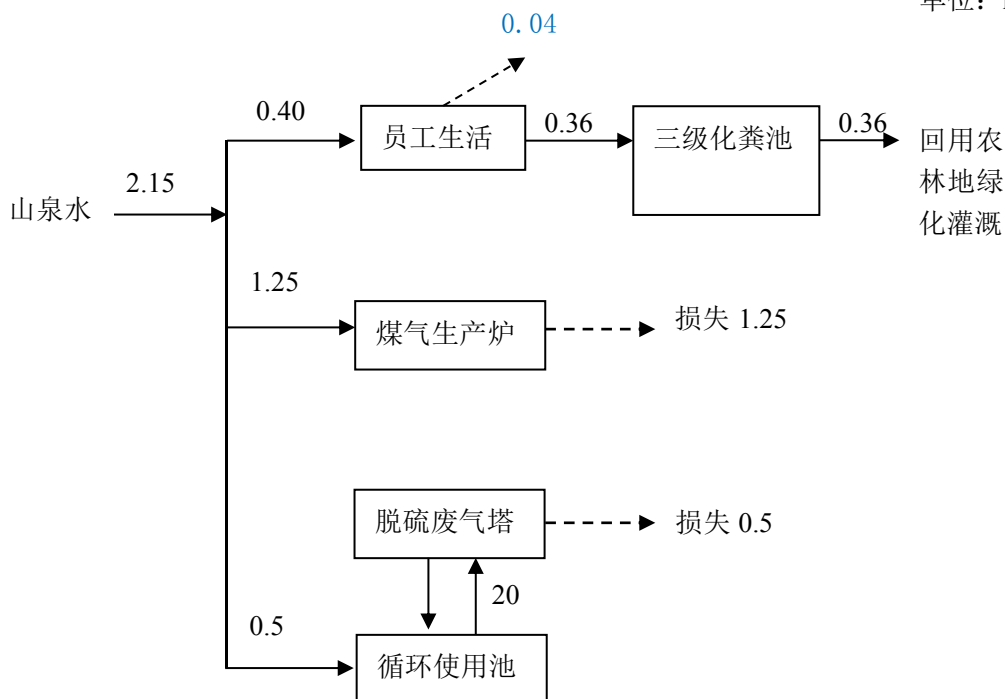 单位：
0.04
0.40
员工生活
0.36
三级化粪池
0.36
回用农
林地绿
化灌溉
2.15
山泉水
1.25
煤气生产炉
损失 1.25
脱硫废气塔
损失 0.5
20
0.5
循环使用池